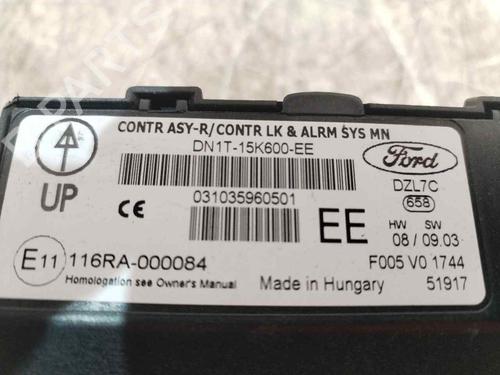 CONTR ASY-R/CONTR LK & ALRM SYS MN
DN1T-15K600-EE
Ford
UP
DZL7C
658
031035960501
CE
EE
HW SW
08 / 09.03
E11 116RA-000084
F005 V0 1744
Homologation see Owner's Manual
Made in Hungary
51917